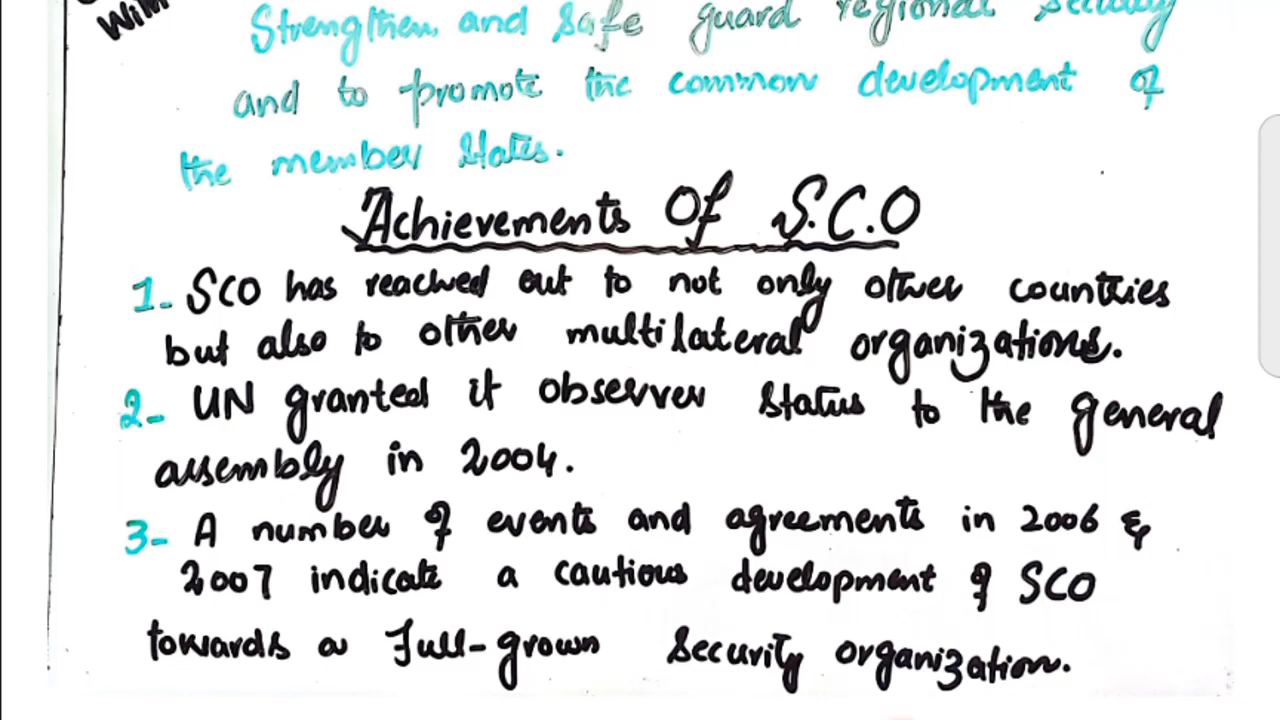 Will
Strengthen and safe guard regional security
and to promote the common development of
the member states.
Achievements Of S.C.O
1- SCO has reached out to not only other countries
but also to other multilateral organizations.
2- UN granted it observer status to the general
assembly in 2004.
3- A number of events and agreements in 2006 &
2007 indicate a cautious development of SCO
towards a Full-grown security organization.